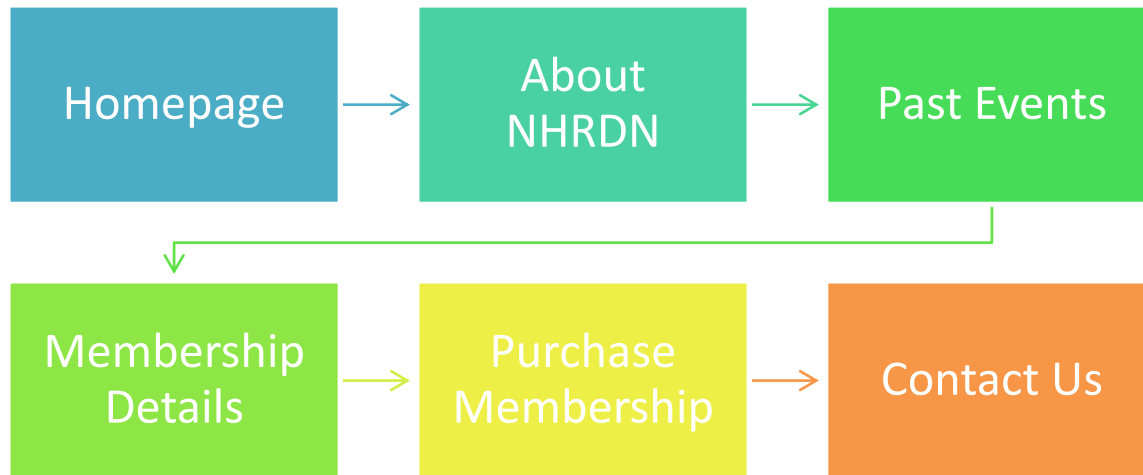 Homepage
About
NHRDN
Past Events
Membership
Details
Purchase
Membership
Contact Us